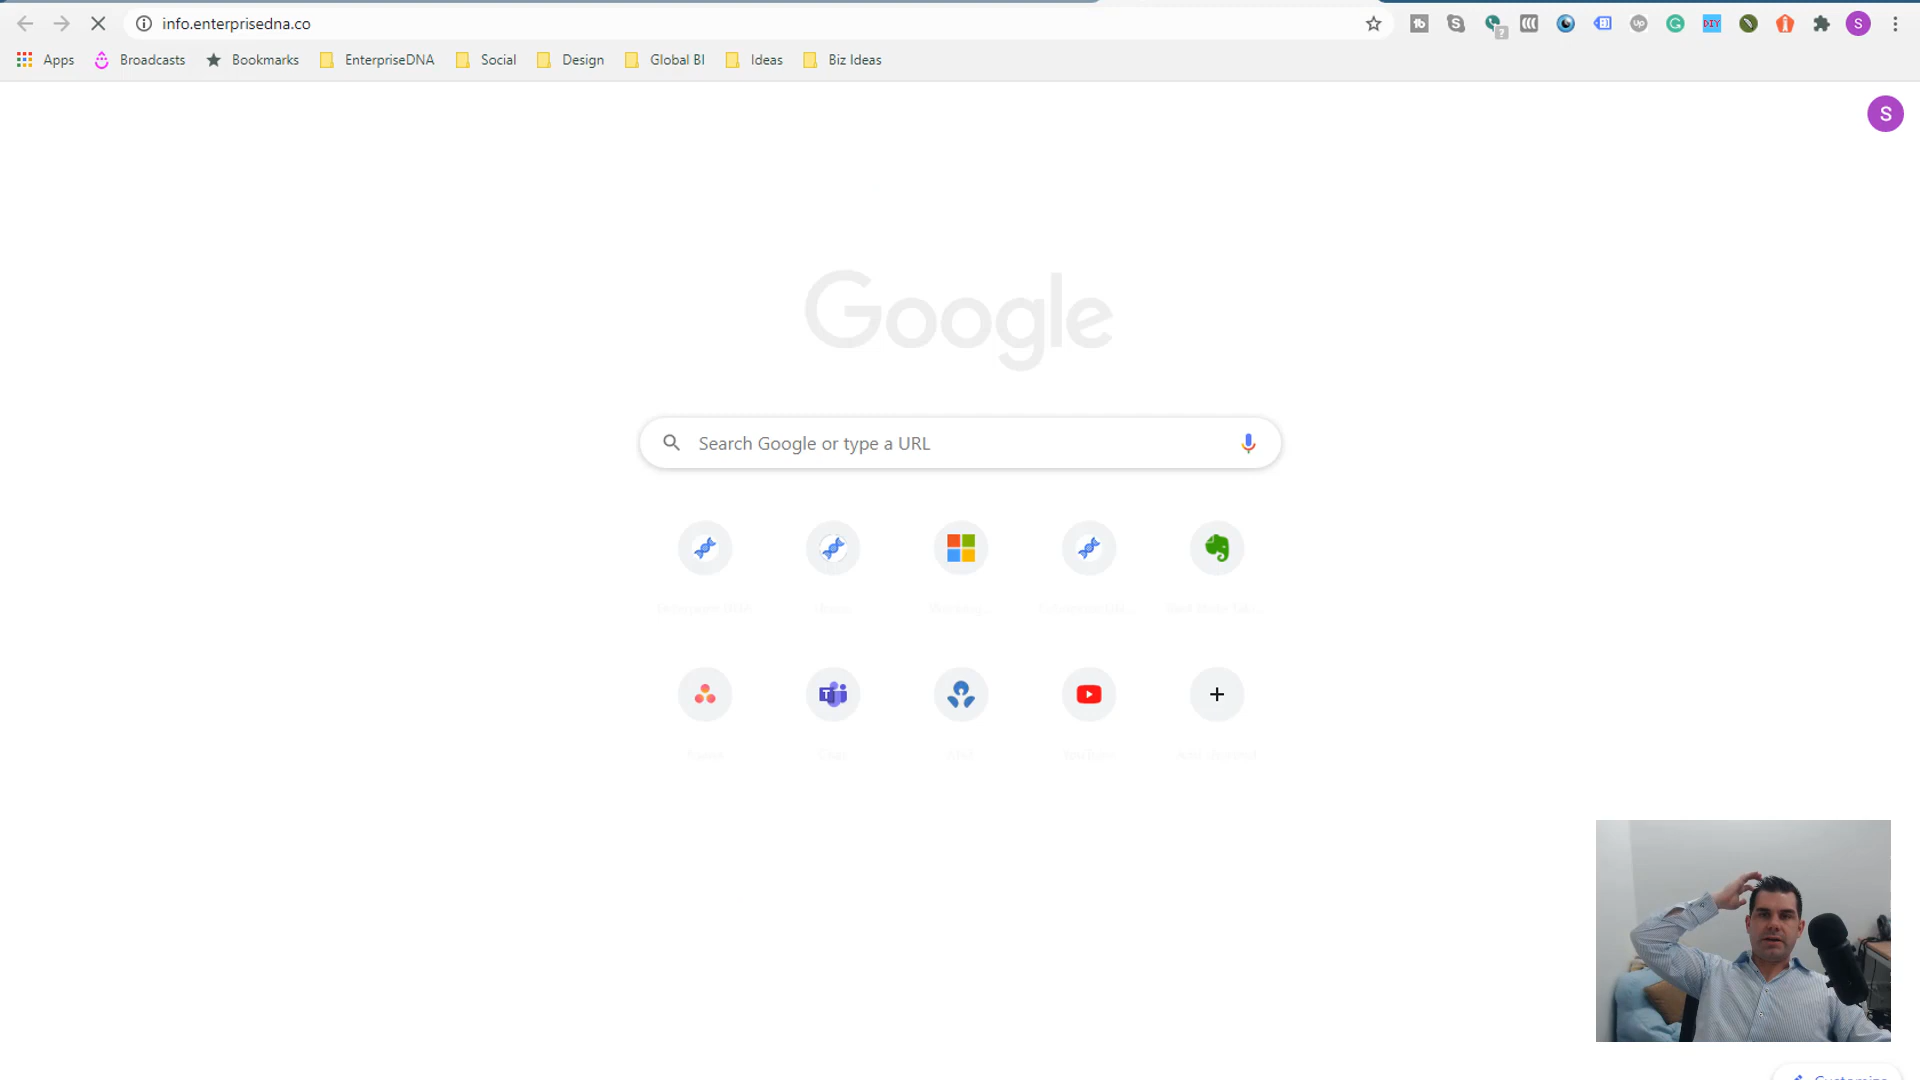 info.enterprisedna.co
Apps Broadcasts Bookmarks EnterpriseDNA Social Design Global BI Ideas Biz Ideas
S
Google
Search Google or type a URL
Customize